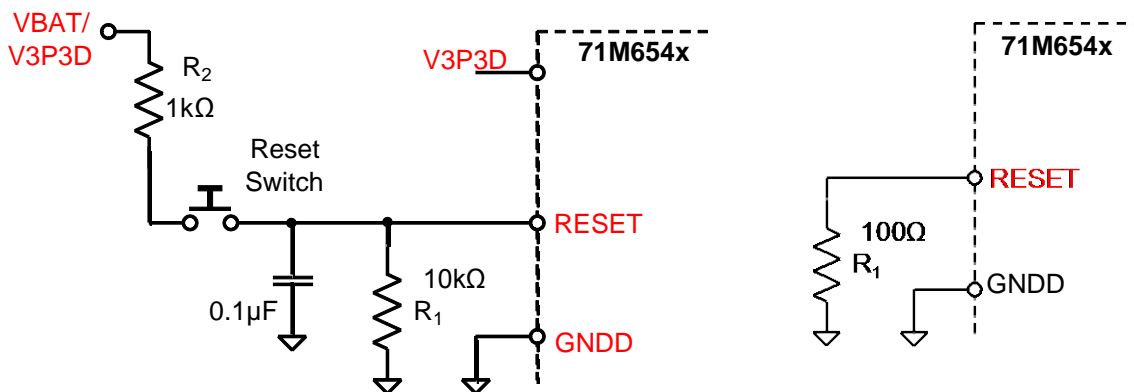 VBAT/
V3P3D
R2
1kΩ
Reset
Switch
0.1µF
10kΩ
R1
V3P3D
71M654x
RESET
GNDD
71M654x
RESET
100Ω
R1
GNDD